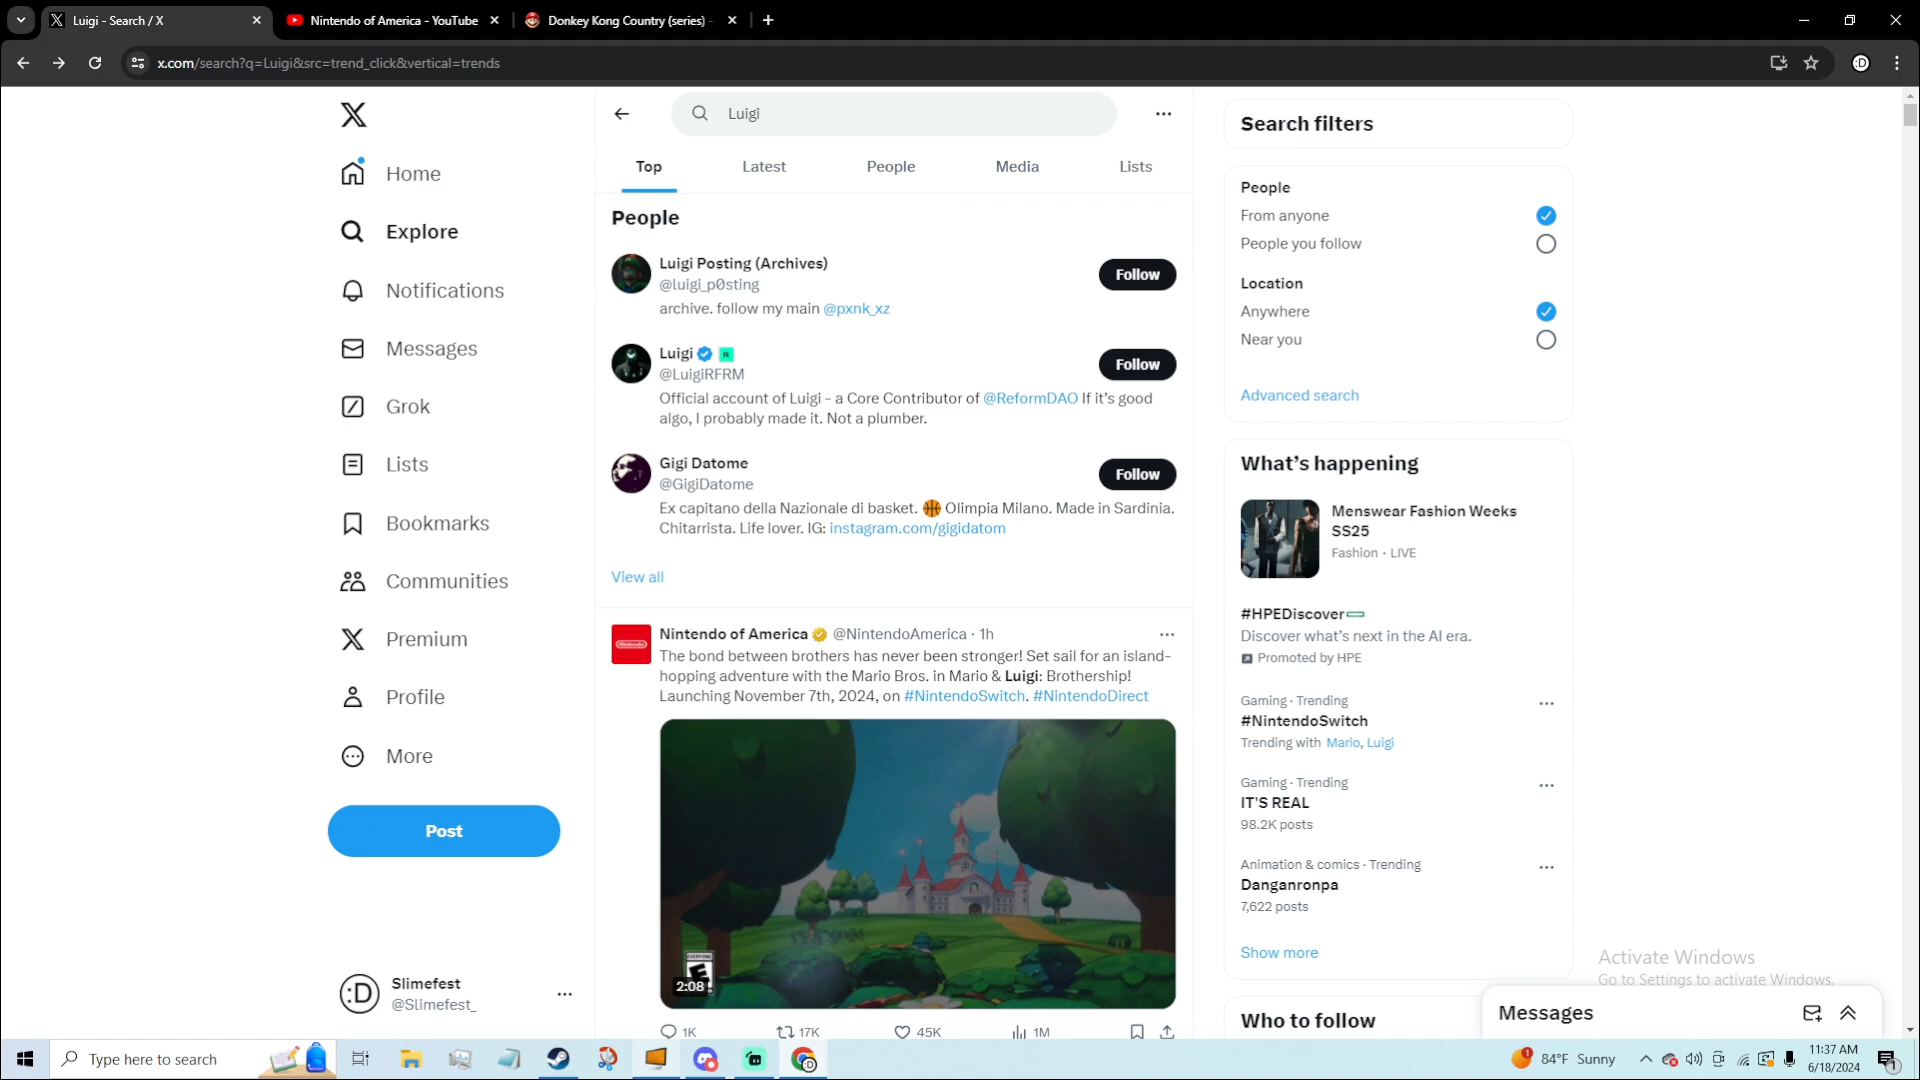 Luigi - Search / X
Nintendo of America - YouTube
Donkey Kong Country (series) -
x.com/search?q=Luigi&src=trend_click&vertical=trends
Home
Explore
Notifications
Messages
Grok
Lists
Bookmarks
Communities
Premium
Profile
More
Post
Slimefest
@Slimefest_
Luigi
Top
Latest
People
Media
Lists
People
Luigi Posting (Archives)
@luigi_p0sting
archive. follow my main @pxnk_xz
Follow
Luigi
@LuigiRFRM
Official account of Luigi - a Core Contributor of @ReformDAO If it's good
algo, I probably made it. Not a plumber.
Follow
Gigi Datome
@GigiDatome
Ex capitano della Nazionale di basket. 🏀 Olimpia Milano. Made in Sardinia.
Chitarrista. Life lover. IG: instagram.com/gigidatom
Follow
View all
Nintendo of America @NintendoAmerica · 1h
The bond between brothers has never been stronger! Set sail for an island-
hopping adventure with the Mario Bros. in Mario & Luigi: Brothership!
Launching November 7th, 2024, on #NintendoSwitch. #NintendoDirect
EVERYONE
E
2:08
1K
17K
45K
1M
Search filters
People
From anyone
People you follow
Location
Anywhere
Near you
Advanced search
What's happening
Menswear Fashion Weeks
SS25
Fashion · LIVE
#HPEDiscover
Discover what's next in the AI era.
Promoted by HPE
Gaming · Trending
#NintendoSwitch
Trending with Mario, Luigi
Gaming · Trending
IT'S REAL
98.2K posts
Animation & comics · Trending
Danganronpa
7,622 posts
Show more
Who to follow
Activate Windows
Go to Settings to activate Windows.
Messages
Type here to search
84°F Sunny
11:37 AM
6/18/2024